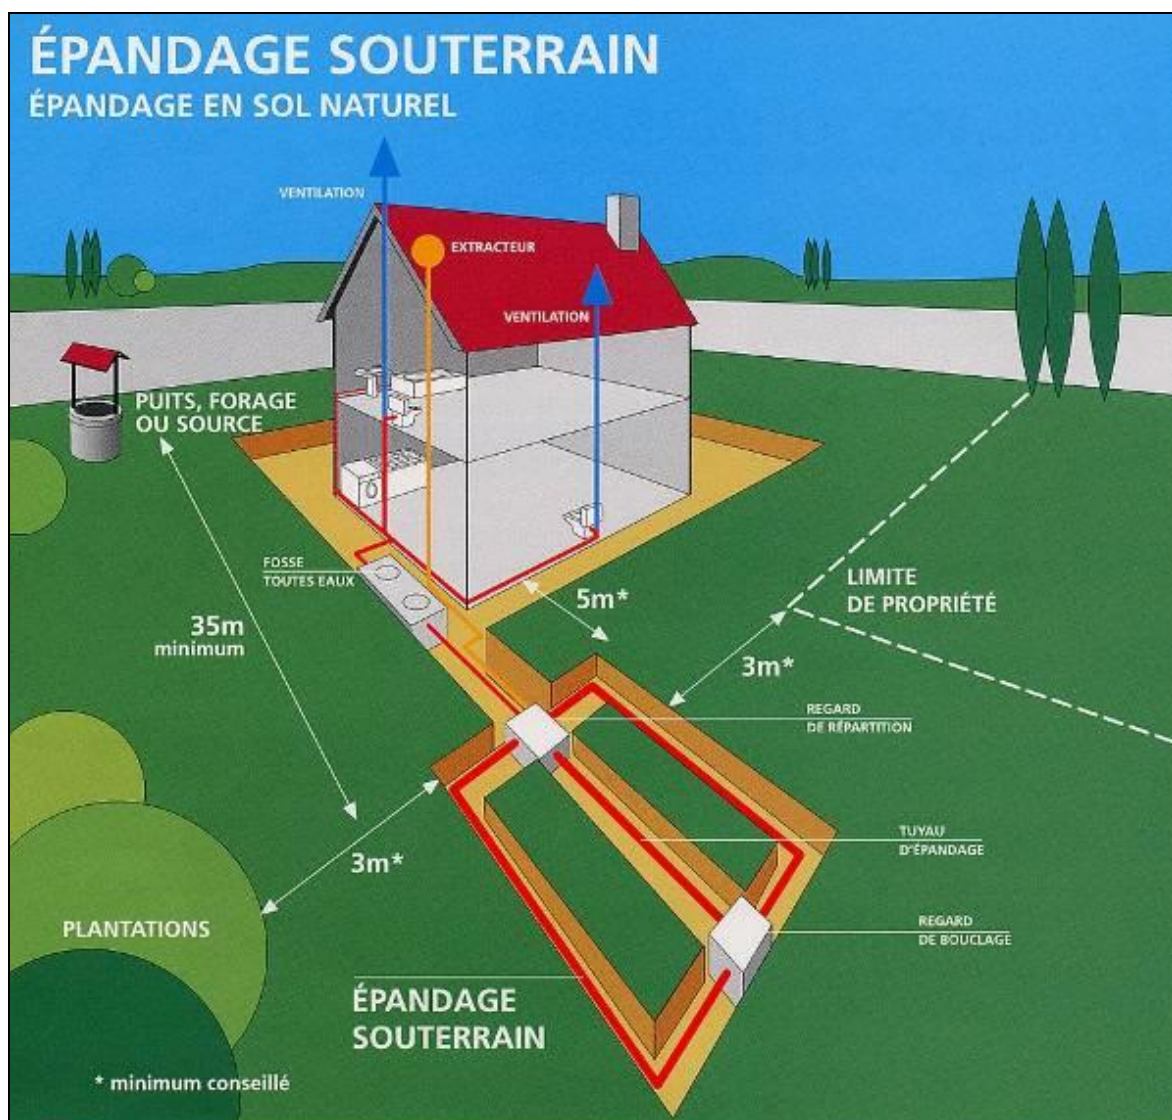 ÉPANDAGE SOUTERRAIN
ÉPANDAGE EN SOL NATUREL
VENTILATION
EXTRACTEUR
VENTILATION
PUITS, FORAGE
OU SOURCE
FOSSE
TOUTES EAUX
5m*
LIMITE
DE PROPRIÉTÉ
35m
minimum
3m*
REGARD
DE RÉPARTITION
TUYAU
D'ÉPANDAGE
3m*
PLANTATIONS
REGARD
DE BOUCLAGE
ÉPANDAGE
SOUTERRAIN
* minimum conseillé